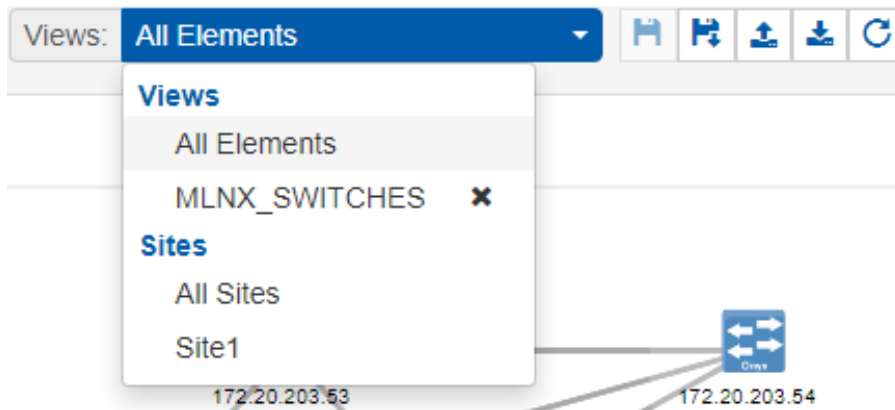 Views: All Elements
Views
All Elements
MLNX_SWITCHES
Sites
All Sites
Site1
Onyx
172.20.203.53
172.20.203.54